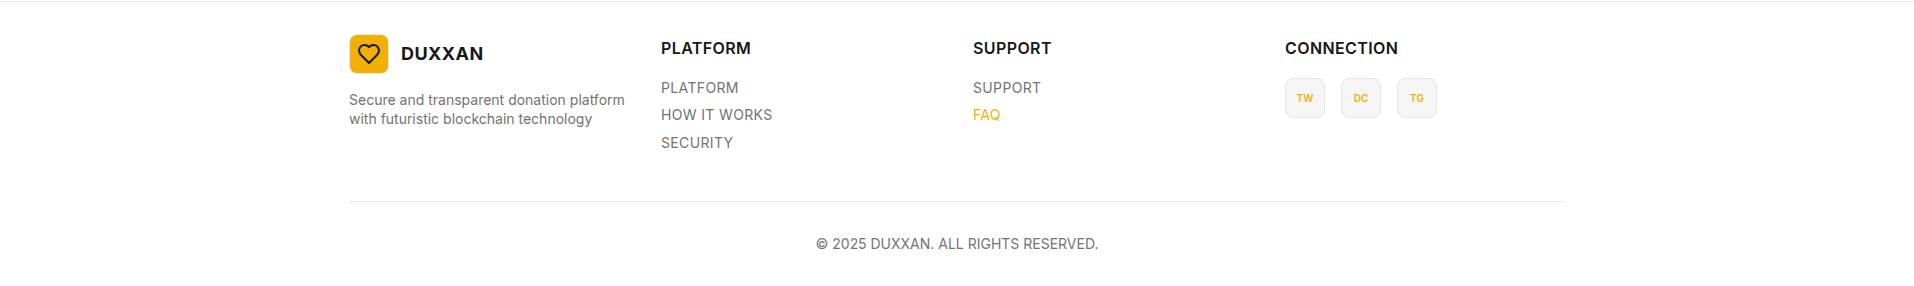 DUXXAN
Secure and transparent donation platform
with futuristic blockchain technology
PLATFORM
PLATFORM
HOW IT WORKS
SECURITY
SUPPORT
SUPPORT
FAQ
CONNECTION
TW DC TG
© 2025 DUXXAN. ALL RIGHTS RESERVED.